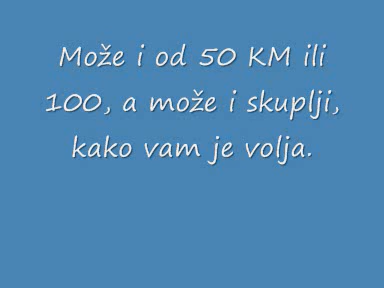 Može i od 50 KM ili
100, a može i skuplji,
kako vam je volja.